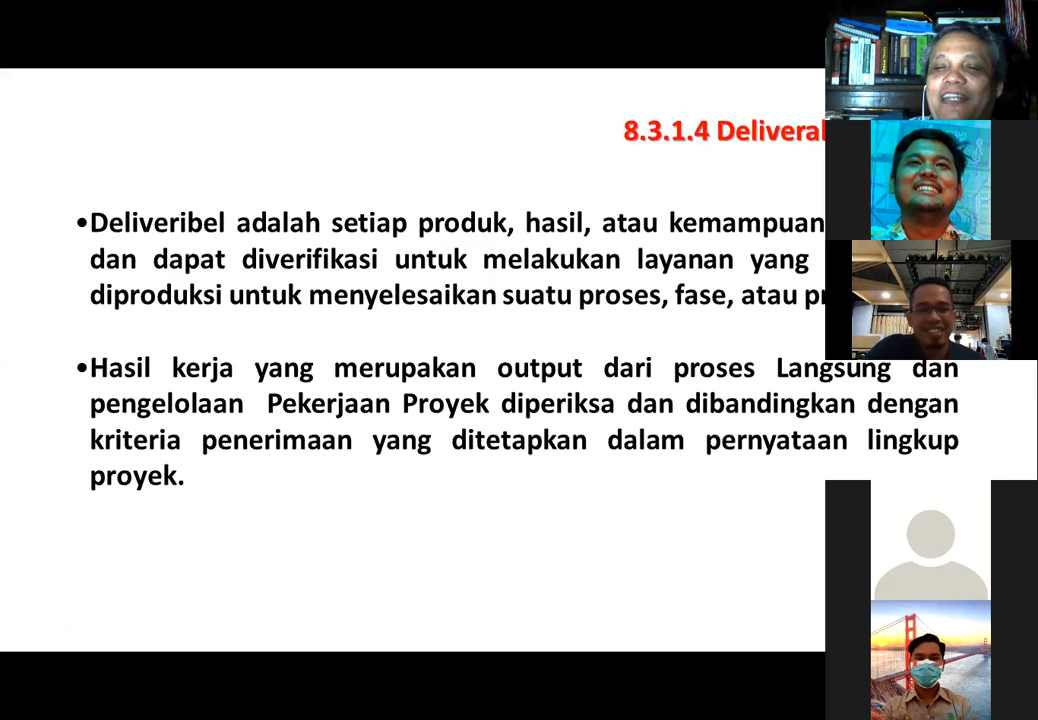 8.3.1.4
•Deliveribel adalah setiap produk, hasil, atau kemampuan
dan dapat diverifikasi untuk melakukan layanan yang
diproduksi untuk menyelesaikan suatu proses, fase, atau
•Hasil kerja yang merupakan output dari proses Langsung dan
pengelolaan Pekerjaan Proyek diperiksa dan dibandingkan dengan
kriteria penerimaan yang ditetapkan dalam pernyataan lingkup
proyek.